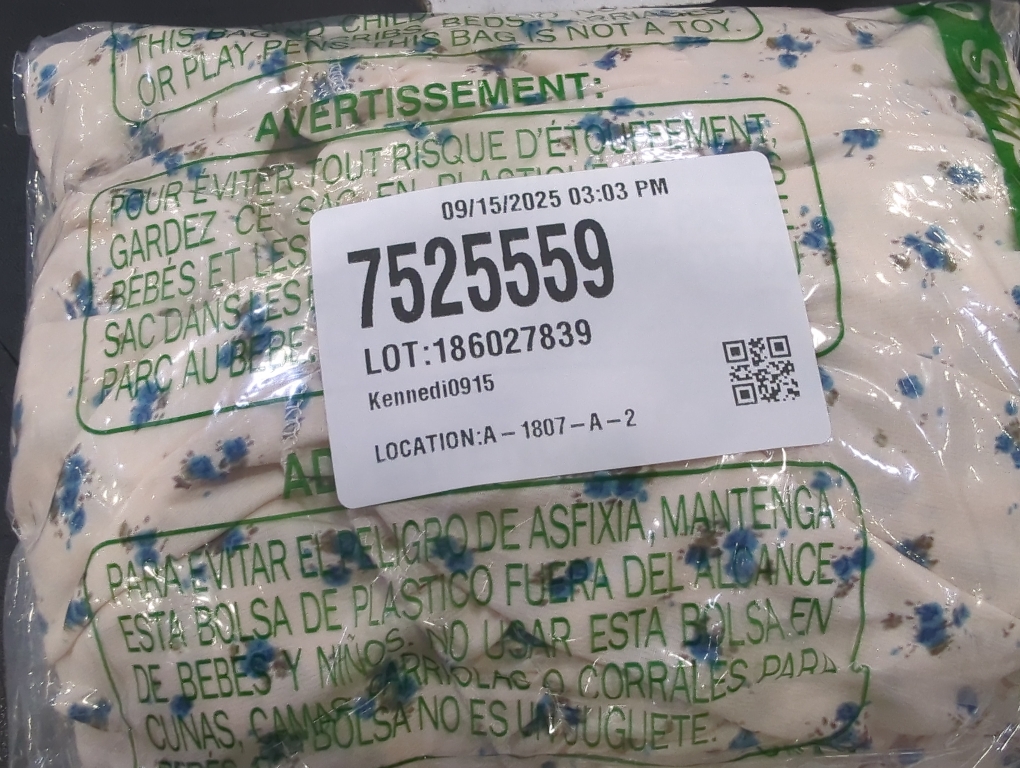 THIS BAG CHILD BEDS
OR PLAY PENS. THIS BAG IS NOT A TOY.
AVERTISSEMENT:
POUR ÉVITER TOUT RISQUE D'ÉTOUFFEMENT,
GARDEZ CE SAC EN PLASTIQUE
BÉBÉS ET LES
SAC DANS LES
PARC AU BÉBÉ
09/15/2025 03:03 PM
7525559
LOT:186027839
Kennedi0915
LOCATION:A-1807-A-2
PARA EVITAR EL PELIGRO DE ASFIXIA, MANTENGA
ESTA BOLSA DE PLASTICO FUERA DEL ALCANCE
DE BEBÉS Y NIÑOS. NO USAR ESTA BOLSA EN
CUNAS, CAMAS, CARRIOLAS O CORRALES PARA
BOLSA NO ES UN JUGUETE.